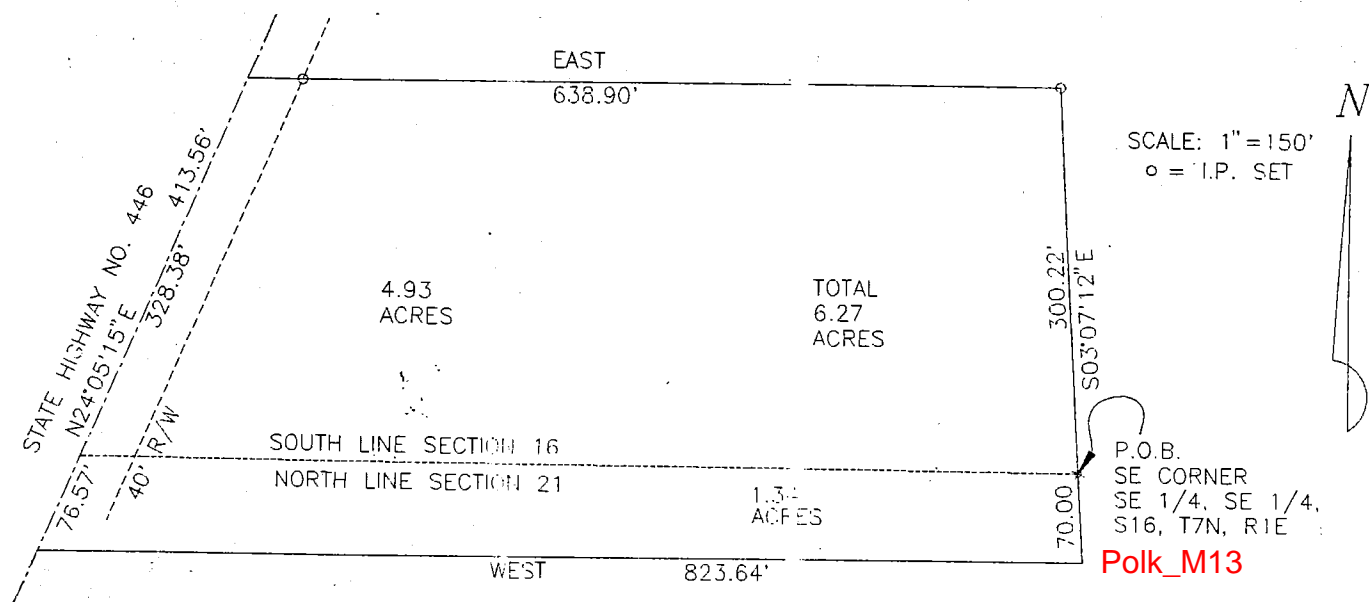 EAST
638.90'
N
SCALE: 1"=150'
o = I.P. SET
STATE HIGHWAY NO. 446
413.56'
328.38'
N24°05'15"E
76.57'
40' R/W
4.93
ACRES
TOTAL
6.27
ACRES
300.22'
S03°07'12"E
SOUTH LINE SECTION 16
NORTH LINE SECTION 21
1.34
ACRES
70.00
P.O.B.
SE CORNER
SE 1/4, SE 1/4,
S16, T7N, R1E
Polk_M13
WEST
823.64'